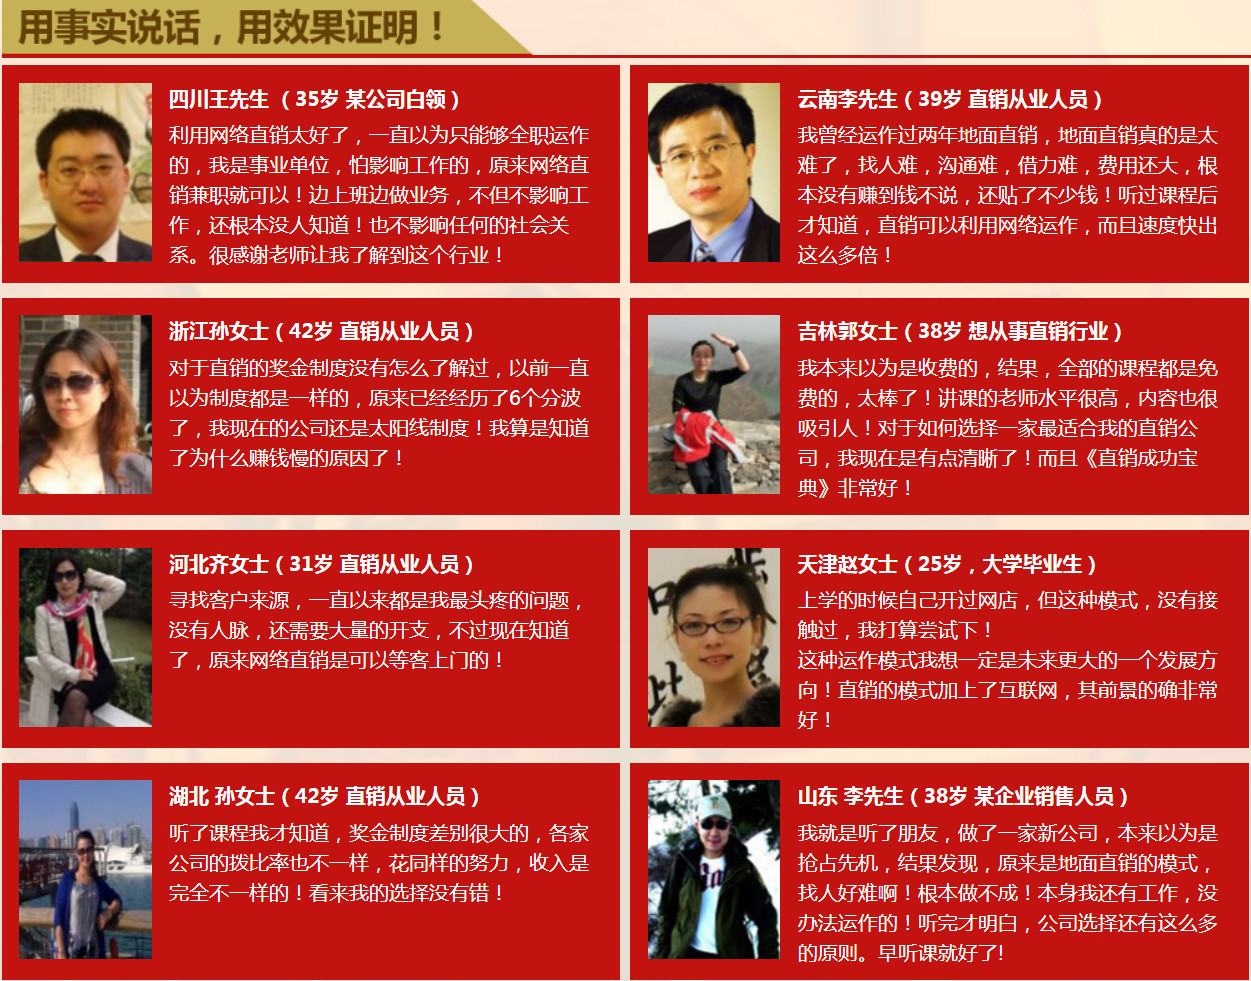 用事实说话，用效果证明！
四川王先生 （35岁 某公司白领）
利用网络直销太好了，一直以为只能够全职运作
的，我是事业单位，怕影响工作的，原来网络直
销兼职就可以！边上班边做业务，不但不影响工
作，还根本没人知道！也不影响任何的社会关
系。很感谢老师让我了解到这个行业！
云南李先生（39岁 直销从业人员）
我曾经运作过两年地面直销，地面直销真的是太
难了，找人难，沟通难，借力难，费用还大，根
本没有赚到钱不说，还贴了不少钱！听过课程后
才知道，直销可以利用网络运作，而且速度快出
这么多倍！
浙江孙女士（42岁 直销从业人员）
对于直销的奖金制度没有怎么了解过，以前一直
以为制度都是一样的，原来已经经历了6个分波
了，我现在的公司还是太阳线制度！我算是知道
了为什么赚钱慢的原因了！
吉林郭女士（38岁 想从事直销行业）
我本来以为是收费的，结果，全部的课程都是免
费的，太棒了！讲课的老师水平很高，内容也很
吸引人！对于如何选择一家最适合我的直销公
司，我现在是有点清晰了！而且《直销成功宝
典》非常好！
河北齐女士（31岁 直销从业人员）
寻找客户来源，一直以来都是我最头疼的问题，
没有人脉，还需要大量的开支，不过现在知道
了，原来网络直销是可以等客上门的！
天津赵女士（25岁，大学毕业生）
上学的时候自己开过网店，但这种模式，没有接
触过，我打算尝试下！
这种运作模式我想一定是未来更大的一个发展方
向！直销的模式加上了互联网，其前景的确非常
好！
湖北 孙女士（42岁 直销从业人员）
听了课程我才知道，奖金制度差别很大的，各家
公司的拨比率也不一样，花同样的努力，收入是
完全不一样的！看来我的选择没有错！
山东 李先生（38岁 某企业销售人员）
我就是听了朋友，做了一家新公司，本来以为是
抢占先机，结果发现，原来是地面直销的模式，
找人好难啊！根本做不成！本身我还有工作，没
办法运作的！听完才明白，公司选择还有这么多
的原则。早听课就好了!